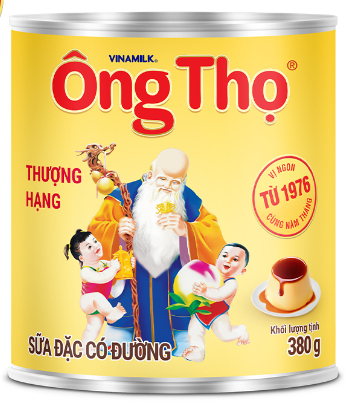 VINAMILK®
Ông Thọ®
THƯỢNG
HẠNG
VỊ NGON
TỪ 1976
CÙNG NĂM THÁNG
SỮA ĐẶC CÓ ĐƯỜNG
Khối lượng tịnh
380 g